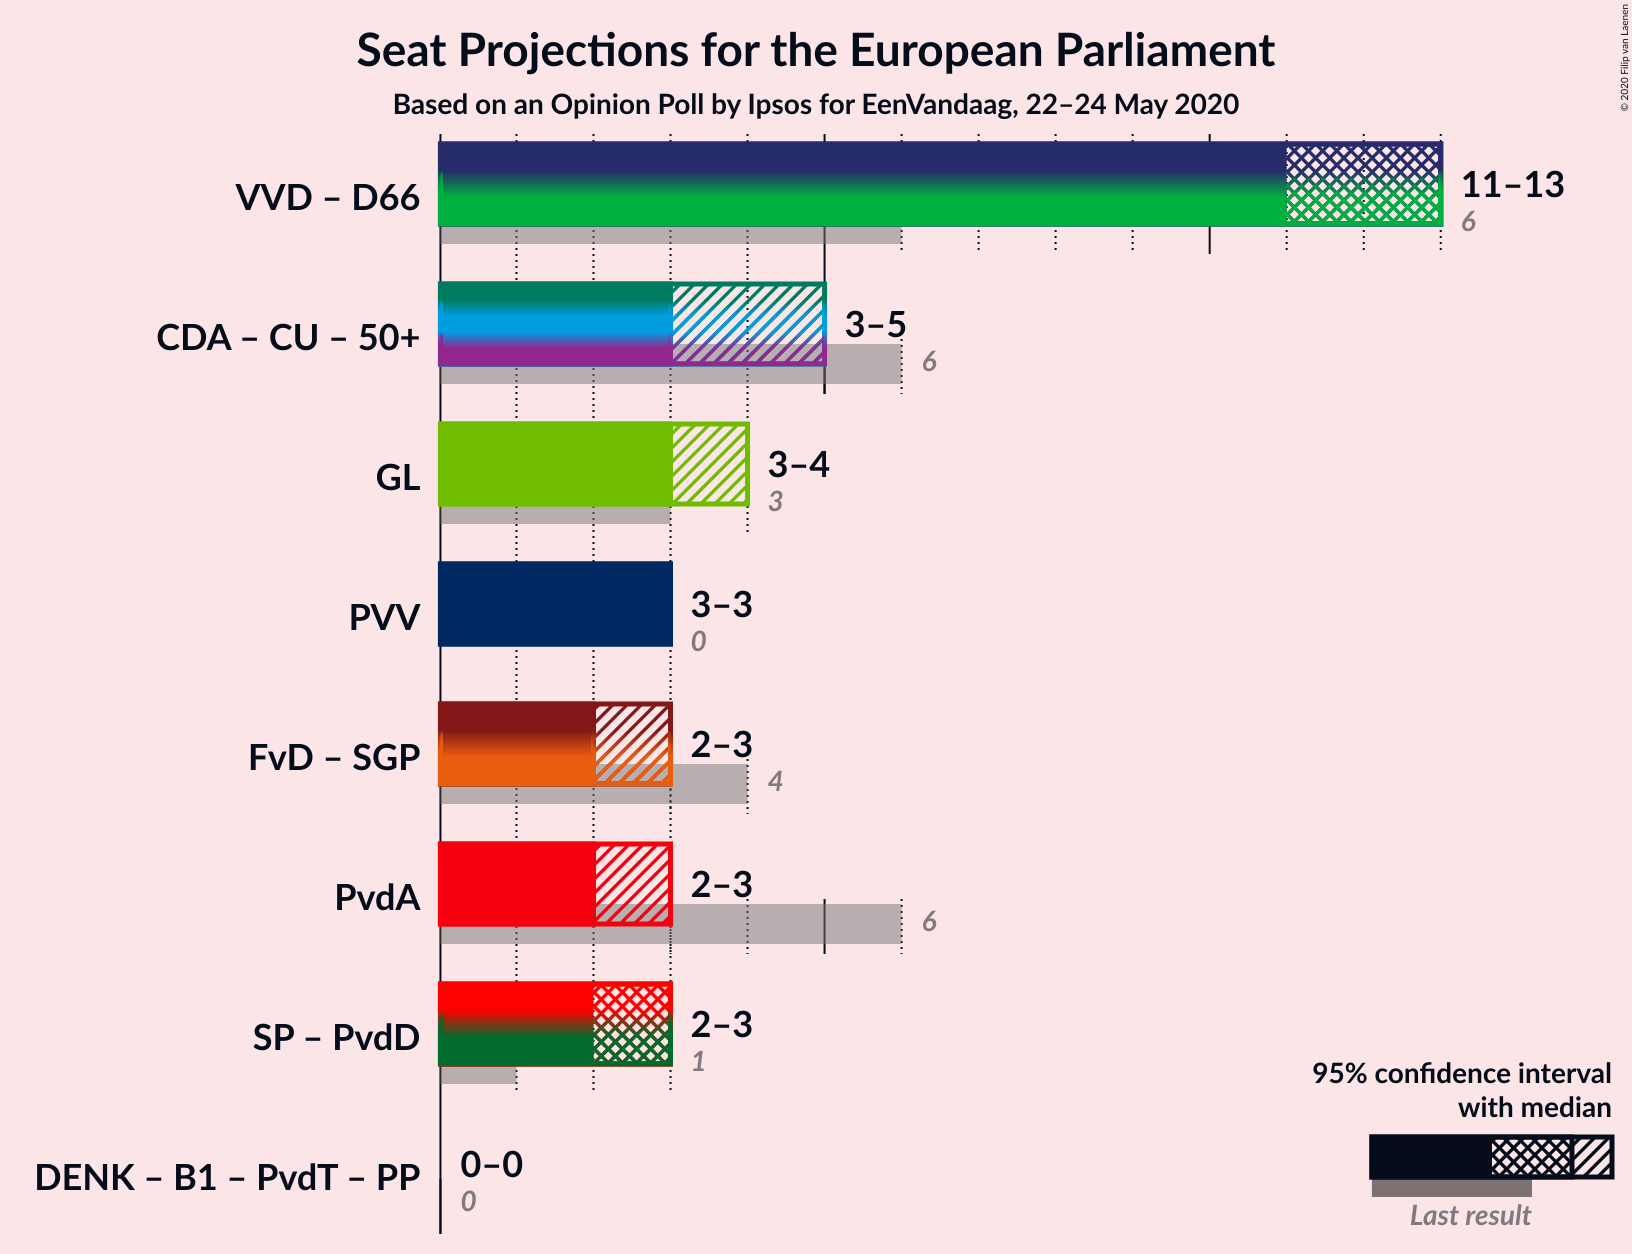 Seat Projections for the European Parliament
Based on an Opinion Poll by Ipsos for EenVandaag, 22–24 May 2020
© 2020 Filip van Laenen
VVD – D66
11–13
6
CDA – CU – 50+
3–5
6
GL
3–4
3
PVV
3–3
0
FvD – SGP
2–3
4
PvdA
2–3
6
SP – PvdD
2–3
1
DENK – B1 – PvdT – PP
0–0
0
95% confidence interval
with median
Last result